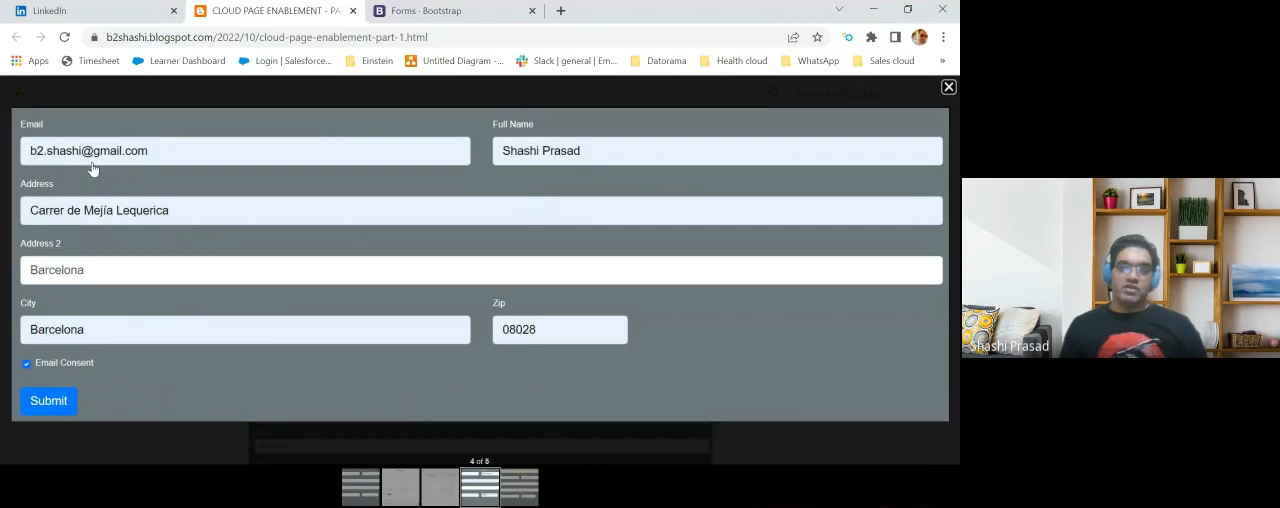 LinkedIn
CLOUD PAGE ENABLEMENT - PA
Forms · Bootstrap
b2shashi.blogspot.com/2022/10/cloud-page-enablement-part-1.html
Apps
Timesheet
Learner Dashboard
Login | Salesforce...
Einstein
Untitled Diagram -...
Slack | general | Em...
Datorama
Health cloud
WhatsApp
Sales cloud
»
Email
Full Name
b2.shashi@gmail.com
Shashi Prasad
Address
Carrer de Mejía Lequerica
Address 2
Barcelona
City
Zip
Barcelona
08028
Email Consent
Submit
4 of 5
Shashi Prasad